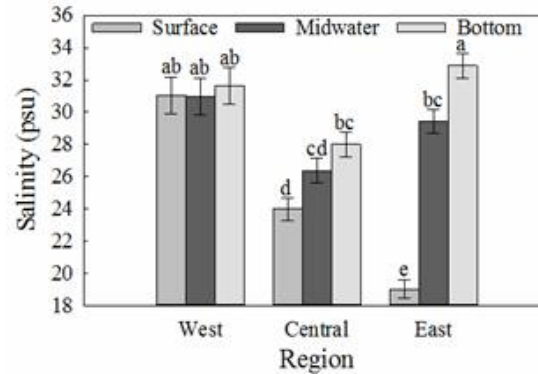 36
Surface Midwater Bottom
34
32
30
28
26
24
22
20
18
Salinity (psu)
ab ab ab
d cd bc
e bc a
West Central East
Region